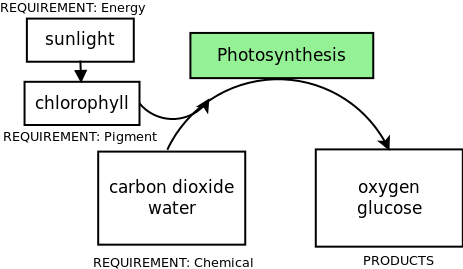 REQUIREMENT: Energy
sunlight
Photosynthesis
chlorophyll
REQUIREMENT: Pigment
carbon dioxide
water
oxygen
glucose
REQUIREMENT: Chemical
PRODUCTS